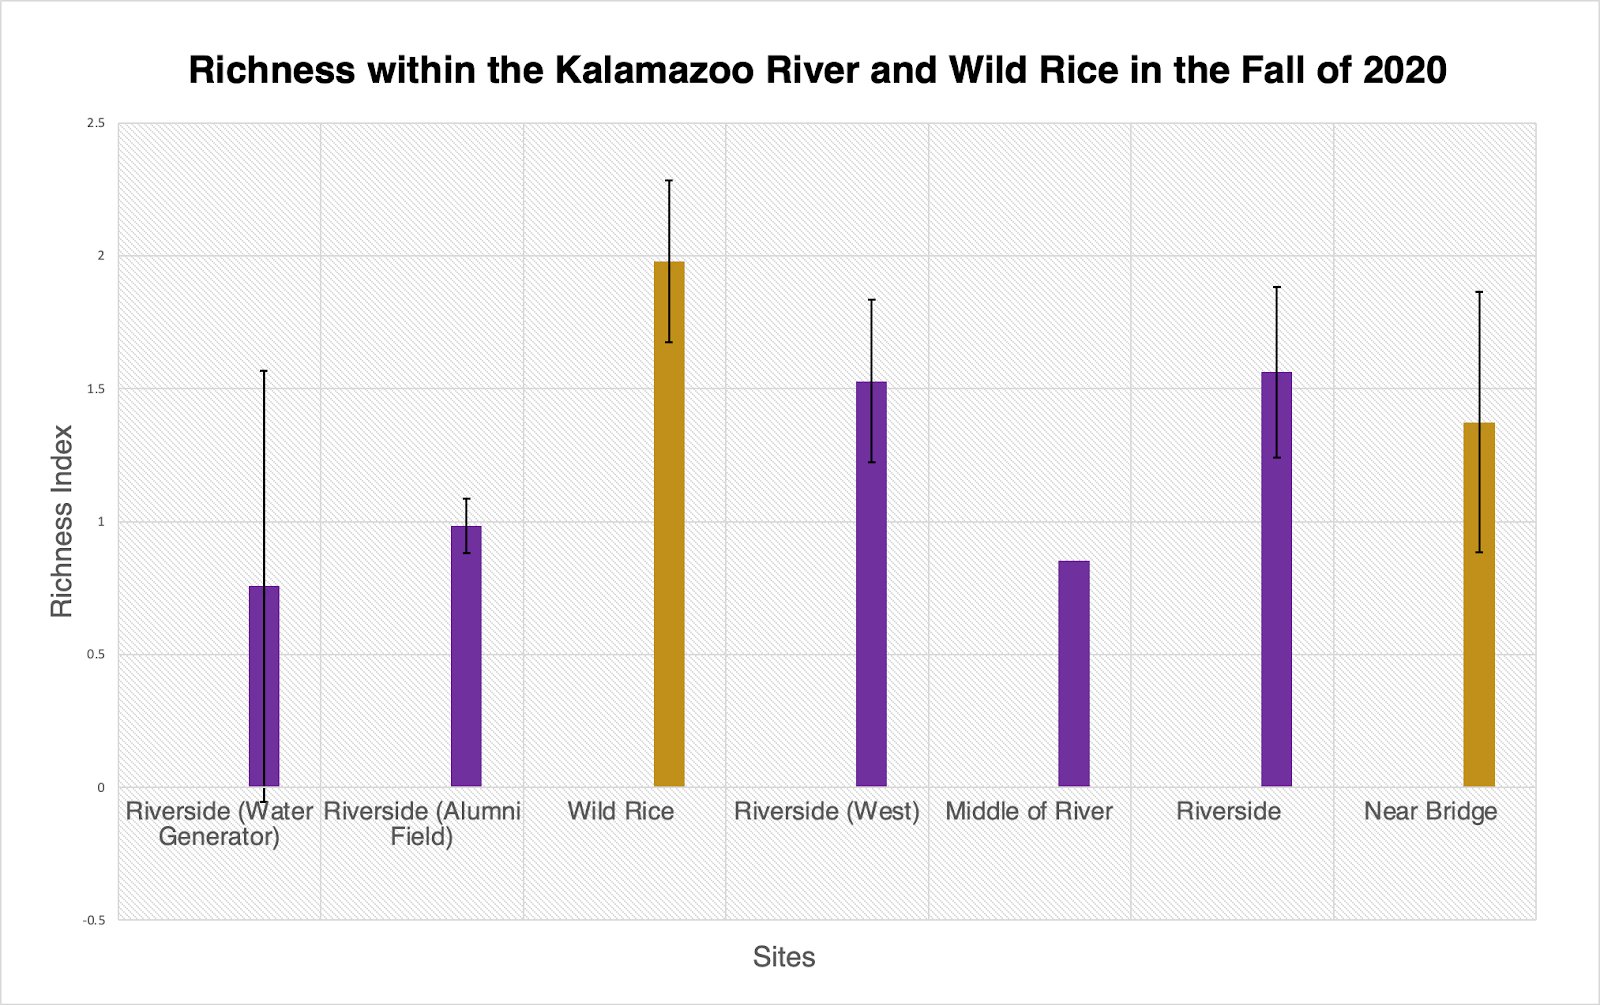 Richness within the Kalamazoo River and Wild Rice in the Fall of 2020
2.5
2
1.5
1
0.5
0
-0.5
Richness Index
Riverside (Water
Generator)
Riverside (Alumni
Field)
Wild Rice
Riverside (West)
Middle of River
Riverside
Near Bridge
Sites